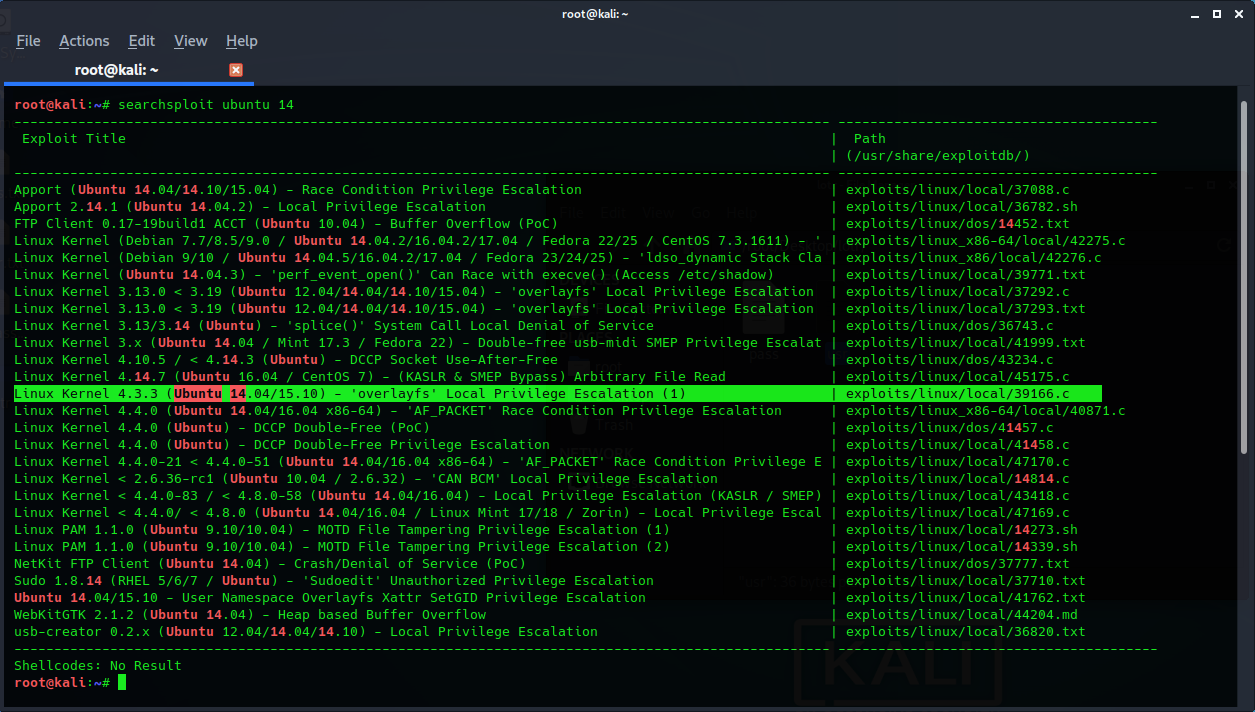 root@kali: ~
File Actions Edit View Help
root@kali: ~
root@kali:~# searchsploit ubuntu 14
--------------------------------------------------------------------------------------------------- ---------------------------------------
Exploit Title | Path
| (/usr/share/exploitdb/)
--------------------------------------------------------------------------------------------------- ---------------------------------------
Apport (Ubuntu 14.04/14.10/15.04) - Race Condition Privilege Escalation | exploits/linux/local/37088.c
Apport 2.14.1 (Ubuntu 14.04.2) - Local Privilege Escalation | exploits/linux/local/36782.sh
FTP Client 0.17-19build1 ACCT (Ubuntu 10.04) - Buffer Overflow (PoC) | exploits/linux/dos/14452.txt
Linux Kernel (Debian 7.7/8.5/9.0 / Ubuntu 14.04.2/16.04.2/17.04 / Fedora 22/25 / CentOS 7.3.1611) - ' | exploits/linux_x86-64/local/42275.c
Linux Kernel (Debian 9/10 / Ubuntu 14.04.5/16.04.2/17.04 / Fedora 23/24/25) - 'ldso_dynamic Stack Cla | exploits/linux_x86/local/42276.c
Linux Kernel (Ubuntu 14.04.3) - 'perf_event_open()' Can Race with execve() (Access /etc/shadow) | exploits/linux/local/39771.txt
Linux Kernel 3.13.0 < 3.19 (Ubuntu 12.04/14.04/14.10/15.04) - 'overlayfs' Local Privilege Escalation | exploits/linux/local/37292.c
Linux Kernel 3.13.0 < 3.19 (Ubuntu 12.04/14.04/14.10/15.04) - 'overlayfs' Local Privilege Escalation | exploits/linux/local/37293.txt
Linux Kernel 3.13/3.14 (Ubuntu) - 'splice()' System Call Local Denial of Service | exploits/linux/dos/36743.c
Linux Kernel 3.x (Ubuntu 14.04 / Mint 17.3 / Fedora 22) - Double-free usb-midi SMEP Privilege Escalat | exploits/linux/local/41999.txt
Linux Kernel 4.10.5 / < 4.14.3 (Ubuntu) - DCCP Socket Use-After-Free | exploits/linux/dos/43234.c
Linux Kernel 4.14.7 (Ubuntu 16.04 / CentOS 7) - (KASLR & SMEP Bypass) Arbitrary File Read | exploits/linux/local/45175.c
Linux Kernel 4.3.3 (Ubuntu 14.04/15.10) - 'overlayfs' Local Privilege Escalation (1) | exploits/linux/local/39166.c
Linux Kernel 4.4.0 (Ubuntu 14.04/16.04 x86-64) - 'AF_PACKET' Race Condition Privilege Escalation | exploits/linux_x86-64/local/40871.c
Linux Kernel 4.4.0 (Ubuntu) - DCCP Double-Free (PoC) | exploits/linux/dos/41457.c
Linux Kernel 4.4.0 (Ubuntu) - DCCP Double-Free Privilege Escalation | exploits/linux/local/41458.c
Linux Kernel 4.4.0-21 < 4.4.0-51 (Ubuntu 14.04/16.04 x86-64) - 'AF_PACKET' Race Condition Privilege E | exploits/linux/local/47170.c
Linux Kernel < 2.6.36-rc1 (Ubuntu 10.04 / 2.6.32) - 'CAN BCM' Local Privilege Escalation | exploits/linux/local/14814.c
Linux Kernel < 4.4.0-83 / < 4.8.0-58 (Ubuntu 14.04/16.04) - Local Privilege Escalation (KASLR / SMEP) | exploits/linux/local/43418.c
Linux Kernel < 4.4.0/ < 4.8.0 (Ubuntu 14.04/16.04 / Linux Mint 17/18 / Zorin) - Local Privilege Escal | exploits/linux/local/47169.c
Linux PAM 1.1.0 (Ubuntu 9.10/10.04) - MOTD File Tampering Privilege Escalation (1) | exploits/linux/local/14273.sh
Linux PAM 1.1.0 (Ubuntu 9.10/10.04) - MOTD File Tampering Privilege Escalation (2) | exploits/linux/local/14339.sh
NetKit FTP Client (Ubuntu 14.04) - Crash/Denial of Service (PoC) | exploits/linux/dos/37777.txt
Sudo 1.8.14 (RHEL 5/6/7 / Ubuntu) - 'Sudoedit' Unauthorized Privilege Escalation | exploits/linux/local/37710.txt
Ubuntu 14.04/15.10 - User Namespace Overlayfs Xattr SetGID Privilege Escalation | exploits/linux/local/41762.txt
WebKitGTK 2.1.2 (Ubuntu 14.04) - Heap based Buffer Overflow | exploits/linux/local/44204.md
usb-creator 0.2.x (Ubuntu 12.04/14.04/14.10) - Local Privilege Escalation | exploits/linux/local/36820.txt
--------------------------------------------------------------------------------------------------- ---------------------------------------
Shellcodes: No Result
root@kali:~#
KALI